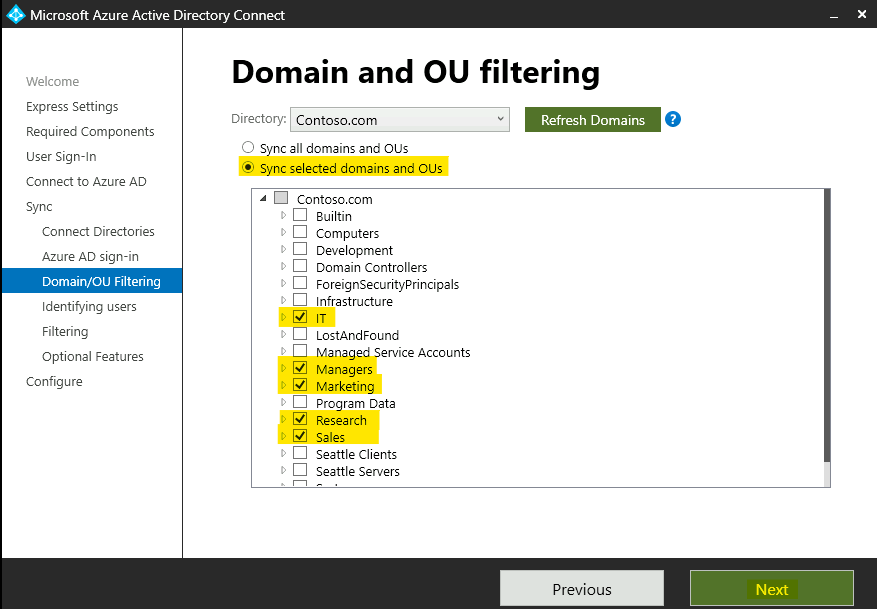 Microsoft Azure Active Directory Connect
Welcome
Express Settings
Required Components
User Sign-In
Connect to Azure AD
Sync
Connect Directories
Azure AD sign-in
Domain/OU Filtering
Identifying users
Filtering
Optional Features
Configure
Domain and OU filtering
Directory: Contoso.com Refresh Domains ?
Sync all domains and OUs
Sync selected domains and OUs
Contoso.com
Builtin
Computers
Development
Domain Controllers
ForeignSecurityPrincipals
Infrastructure
IT
LostAndFound
Managed Service Accounts
Managers
Marketing
Program Data
Research
Sales
Seattle Clients
Seattle Servers
Previous Next